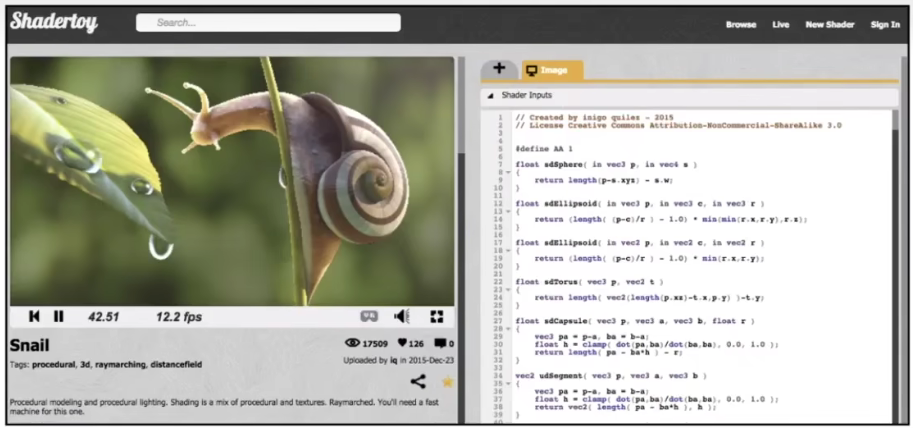 Shadertoy
Search...
Browse Live New Shader Sign In
+ Image
Shader Inputs
42.51 12.2 fps
Snail
17509 126 0
Uploaded by iq in 2015-Dec-23
Tags: procedural, 3d, raymarching, distancefield
Procedural modeling and procedural lighting. Shading is a mix of procedural and textures. Raymarched. You'll need a fast
machine for this one.
1 // Created by inigo quilez - 2015
2 // License Creative Commons Attribution-NonCommercial-ShareAlike 3.0
3
4
5 #define AA 1
6
7 float sdSphere( in vec3 p, in vec4 s )
8 {
9 return length(p-s.xyz) - s.w;
10 }
11
12 float sdEllipsoid( in vec3 p, in vec3 c, in vec3 r )
13 {
14 return (length( (p-c)/r ) - 1.0) * min(min(r.x,r.y),r.z);
15 }
16
17 float sdEllipsoid( in vec2 p, in vec2 c, in vec2 r )
18 {
19 return (length( (p-c)/r ) - 1.0) * min(r.x,r.y);
20 }
21
22 float sdTorus( vec3 p, vec2 t )
23 {
24 return length( vec2(length(p.xz)-t.x,p.y) )-t.y;
25 }
26
27 float sdCapsule( vec3 p, vec3 a, vec3 b, float r )
28 {
29 vec3 pa = p-a, ba = b-a;
30 float h = clamp( dot(pa,ba)/dot(ba,ba), 0.0, 1.0 );
31 return length( pa - ba*h ) - r;
32 }
33
34 vec2 udSegment( vec3 p, vec3 a, vec3 b )
35 {
36 vec3 pa = p-a, ba = b-a;
37 float h = clamp( dot(pa,ba)/dot(ba,ba), 0.0, 1.0 );
38 return vec2( length( pa - ba*h ), h );
39 }